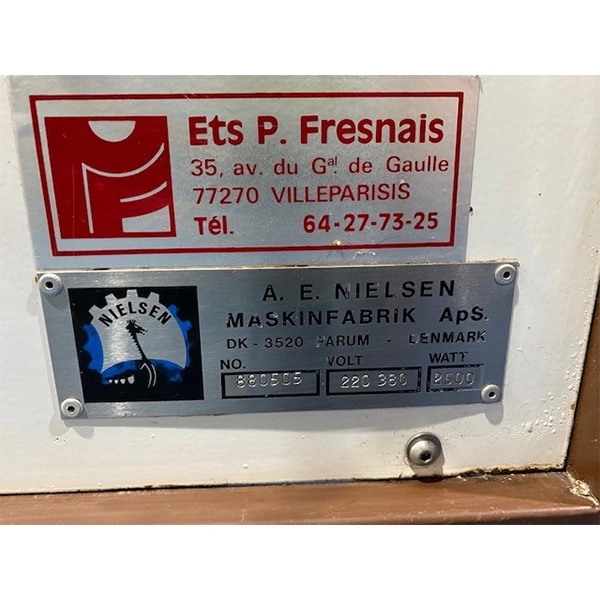 Ets P. Fresnais
35, av. du Gal. de Gaulle
77270 VILLEPARISIS
Tél. 64-27-73-25
NIELSEN
A. E. NIELSEN
MASKINFABRIK ApS.
DK - 3520 FARUM - DENMARK
NO. VOLT WATT
880505 220 380 2500